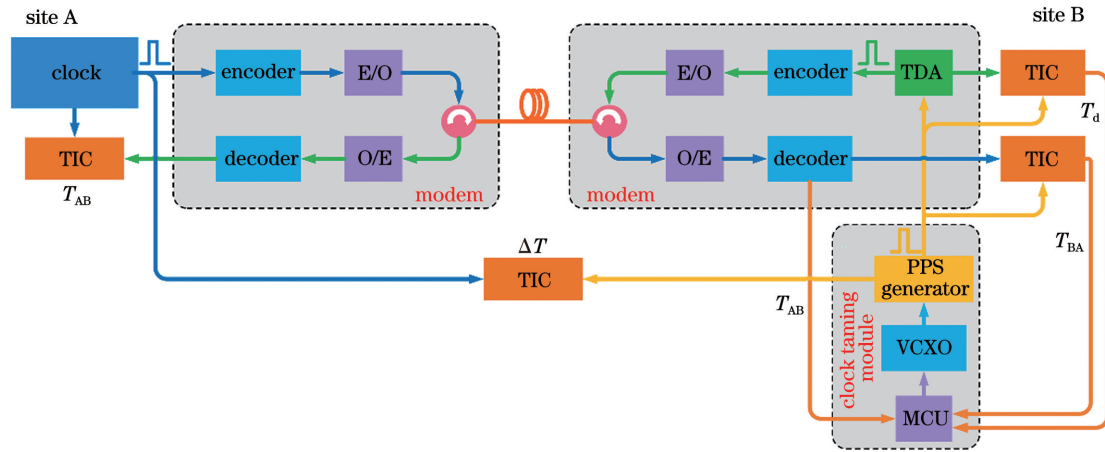 site A
site B
clock
encoder
E/O
E/O
encoder
TDA
TIC
T_d
TIC
T_AB
decoder
O/E
modem
O/E
decoder
modem
TIC
T_BA
ΔT
TIC
T_AB
PPS
generator
VCXO
MCU
clock taming
module